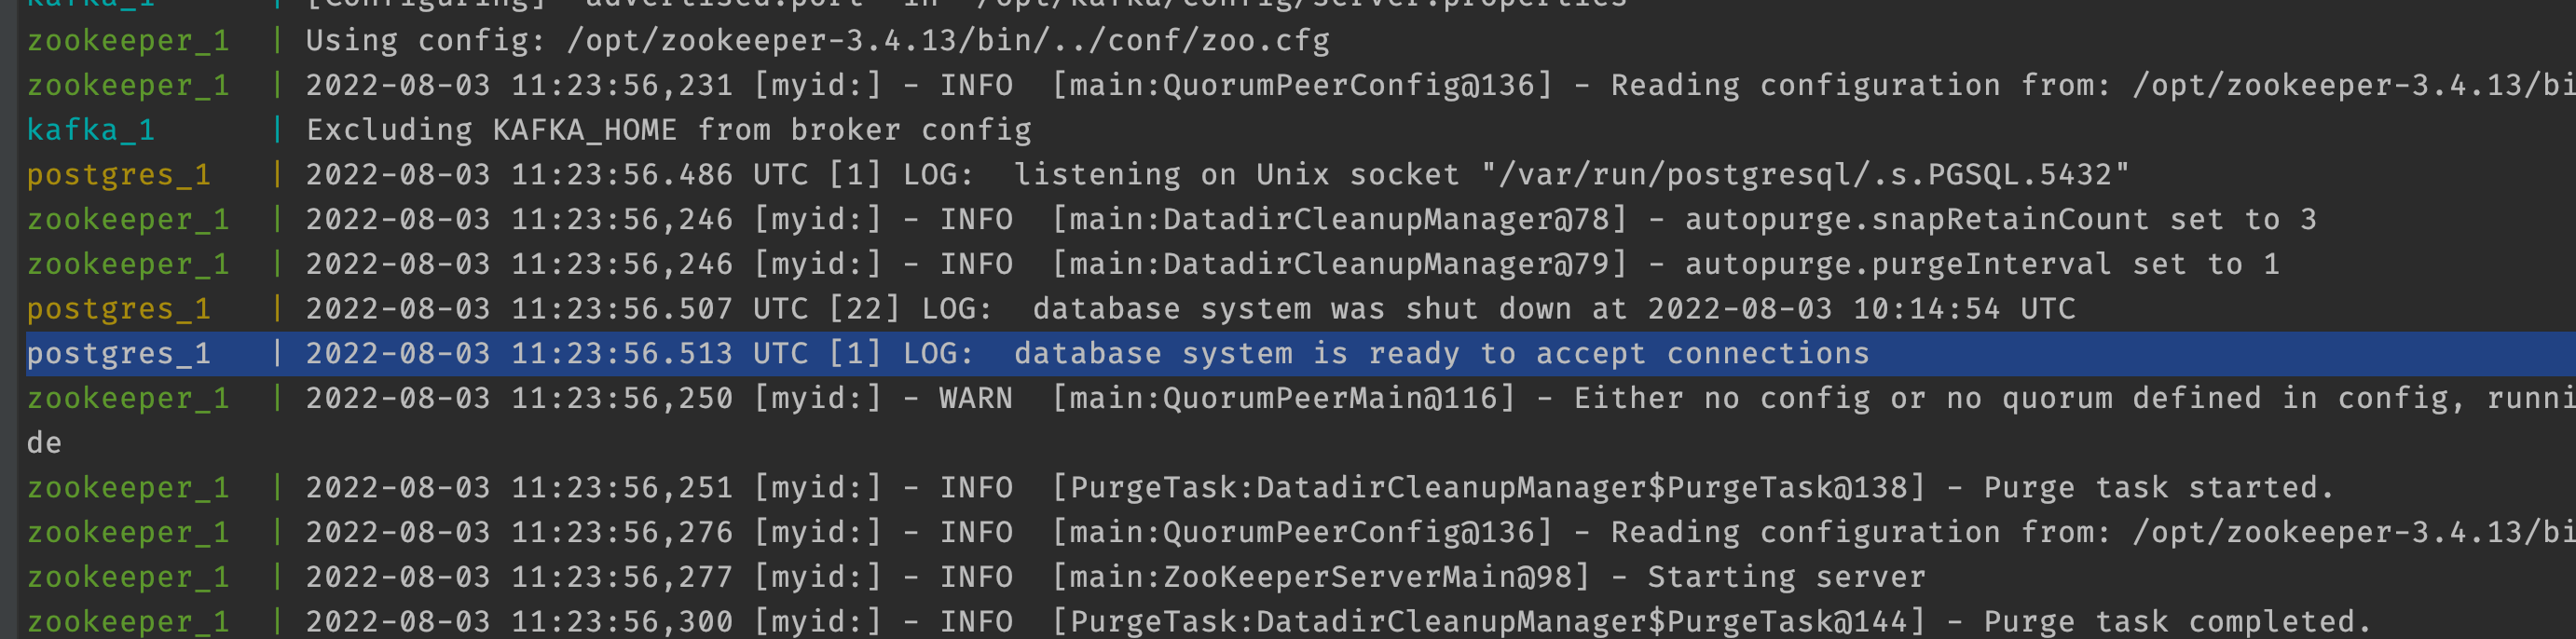 kafka_1      | [Configuring] 'advertised.port' in '/opt/kafka/config/server.properties'
zookeeper_1  | Using config: /opt/zookeeper-3.4.13/bin/../conf/zoo.cfg
zookeeper_1  | 2022-08-03 11:23:56,231 [myid:] - INFO  [main:QuorumPeerConfig@136] - Reading configuration from: /opt/zookeeper-3.4.13/bi
kafka_1      | Excluding KAFKA_HOME from broker config
postgres_1   | 2022-08-03 11:23:56.486 UTC [1] LOG:  listening on Unix socket "/var/run/postgresql/.s.PGSQL.5432"
zookeeper_1  | 2022-08-03 11:23:56,246 [myid:] - INFO  [main:DatadirCleanupManager@78] - autopurge.snapRetainCount set to 3
zookeeper_1  | 2022-08-03 11:23:56,246 [myid:] - INFO  [main:DatadirCleanupManager@79] - autopurge.purgeInterval set to 1
postgres_1   | 2022-08-03 11:23:56.507 UTC [22] LOG:  database system was shut down at 2022-08-03 10:14:54 UTC
postgres_1   | 2022-08-03 11:23:56.513 UTC [1] LOG:  database system is ready to accept connections
zookeeper_1  | 2022-08-03 11:23:56,250 [myid:] - WARN  [main:QuorumPeerMain@116] - Either no config or no quorum defined in config, runni
de
zookeeper_1  | 2022-08-03 11:23:56,251 [myid:] - INFO  [PurgeTask:DatadirCleanupManager$PurgeTask@138] - Purge task started.
zookeeper_1  | 2022-08-03 11:23:56,276 [myid:] - INFO  [main:QuorumPeerConfig@136] - Reading configuration from: /opt/zookeeper-3.4.13/bi
zookeeper_1  | 2022-08-03 11:23:56,277 [myid:] - INFO  [main:ZooKeeperServerMain@98] - Starting server
zookeeper_1  | 2022-08-03 11:23:56,300 [myid:] - INFO  [PurgeTask:DatadirCleanupManager$PurgeTask@144] - Purge task completed.